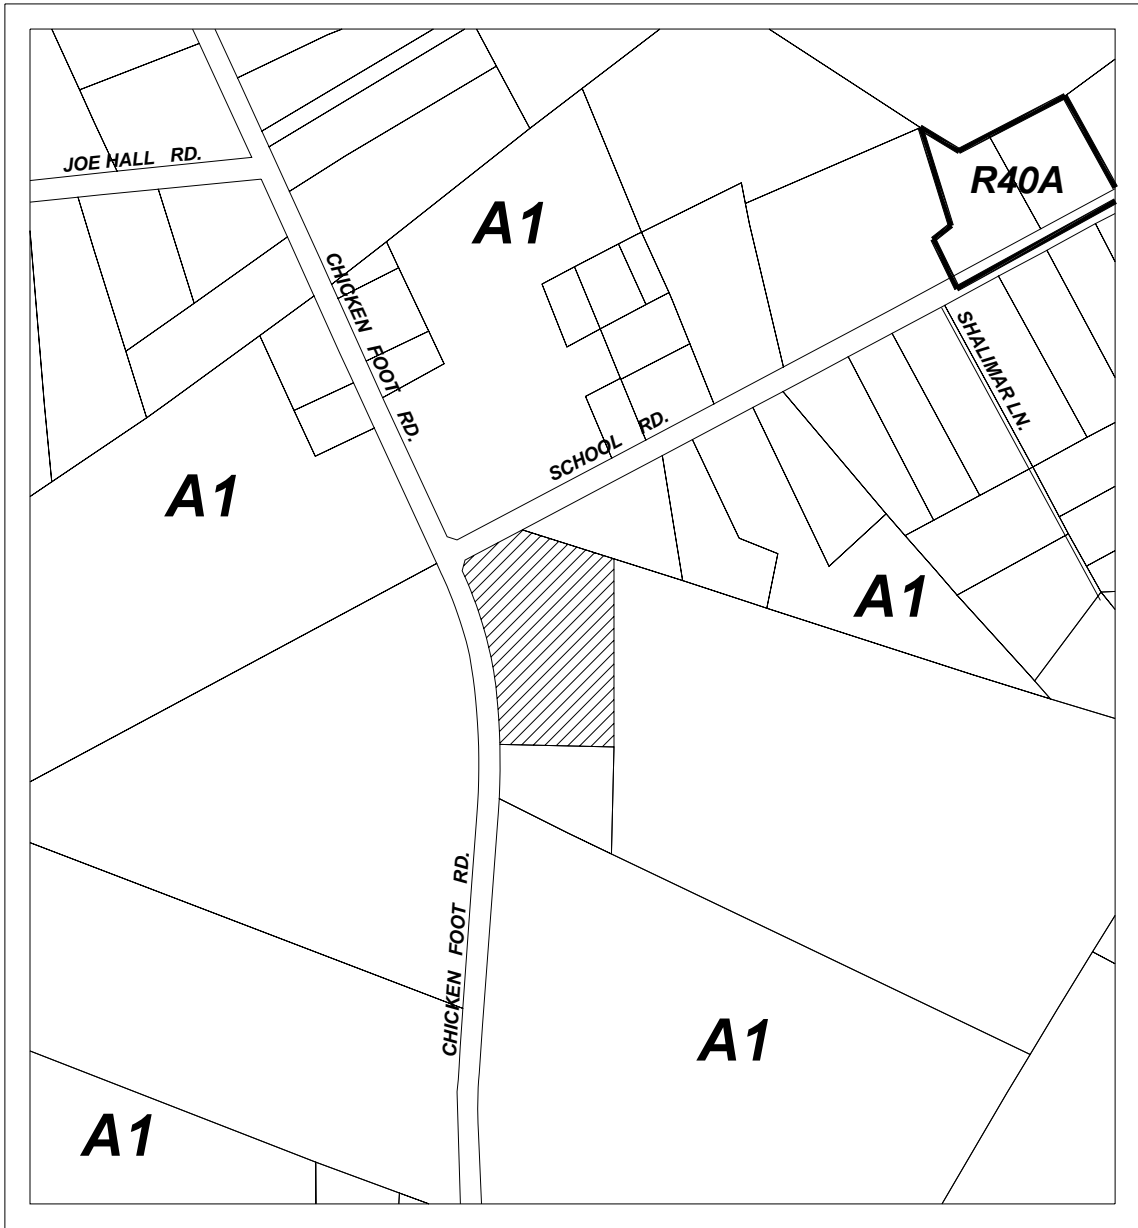 JOE HALL RD.
R40A
A1
CHICKEN FOOT RD.
SHALIMAR LN.
SCHOOL RD.
A1
A1
CHICKEN FOOT RD.
A1
A1